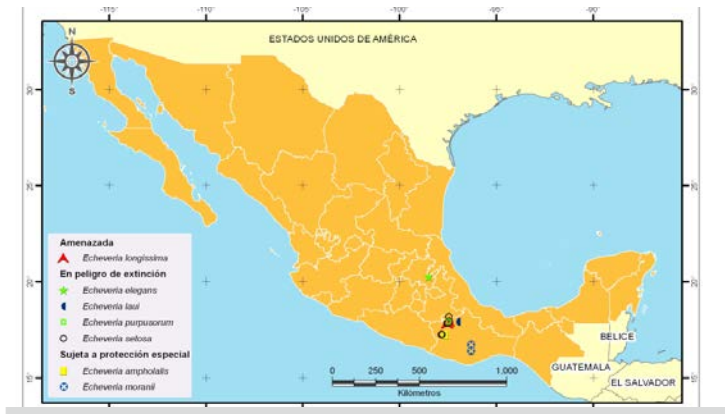 -115°
-110°
-105°
-100°
-95°
-90°
N
S
ESTADOS UNIDOS DE AMÉRICA
30°
30°
25°
25°
20°
20°
15°
15°
Amenazada
Echeveria longissima
En peligro de extinción
Echeveria elegans
Echeveria laui
Echeveria purpusorum
Echeveria setosa
Sujeta a protección especial
Echeveria ampholalis
Echeveria moranii
0 250 500 1,000
Kilómetros
BELICE
GUATEMALA
EL SALVADOR